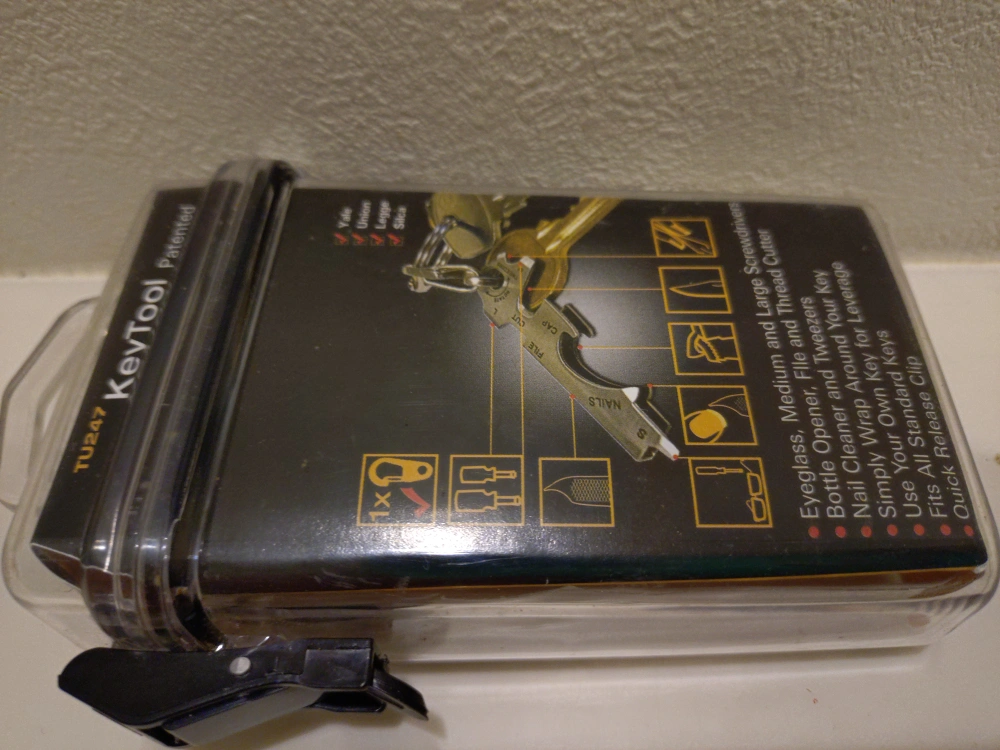 TU247 KeyTool Patented
Yale
Union
Legge
Silca
1x
RING
L
CUT
CAP
FILE
NAILS
S
Eyeglass, Medium and Large Screwdrivers
Bottle Opener, File and Tweezers
Nail Cleaner and Thread Cutter
Simply Wrap Around Your Key
Use Your Own Key for Leverage
Fits All Standard Keys
Quick Release Clip